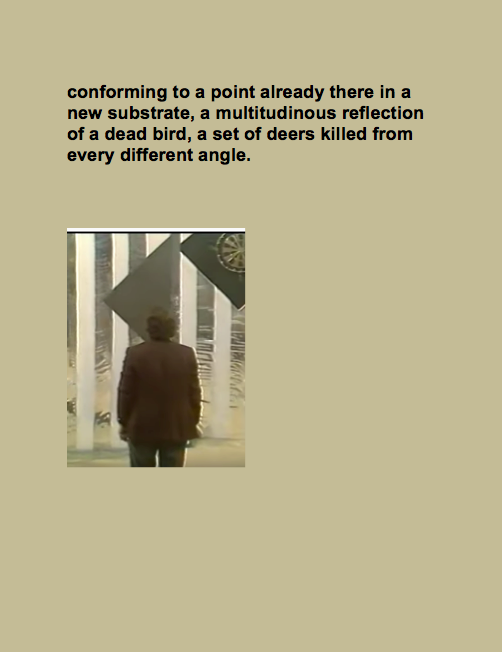 conforming to a point already there in a
new substrate, a multitudinous reflection
of a dead bird, a set of deers killed from
every different angle.